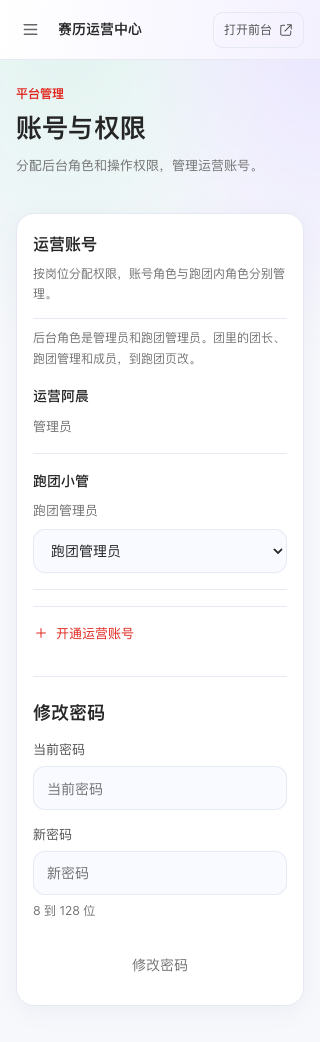 赛历运营中心
打开前台
平台管理
账号与权限
分配后台角色和操作权限，管理运营账号。
运营账号
按岗位分配权限，账号角色与跑团内角色分别管
理。
后台角色是管理员和跑团管理员。团里的团长、
跑团管理和成员，到跑团页改。
运营阿晨
管理员
跑团小管
跑团管理员
跑团管理员
开通运营账号
修改密码
当前密码
当前密码
新密码
新密码
8 到 128 位
修改密码